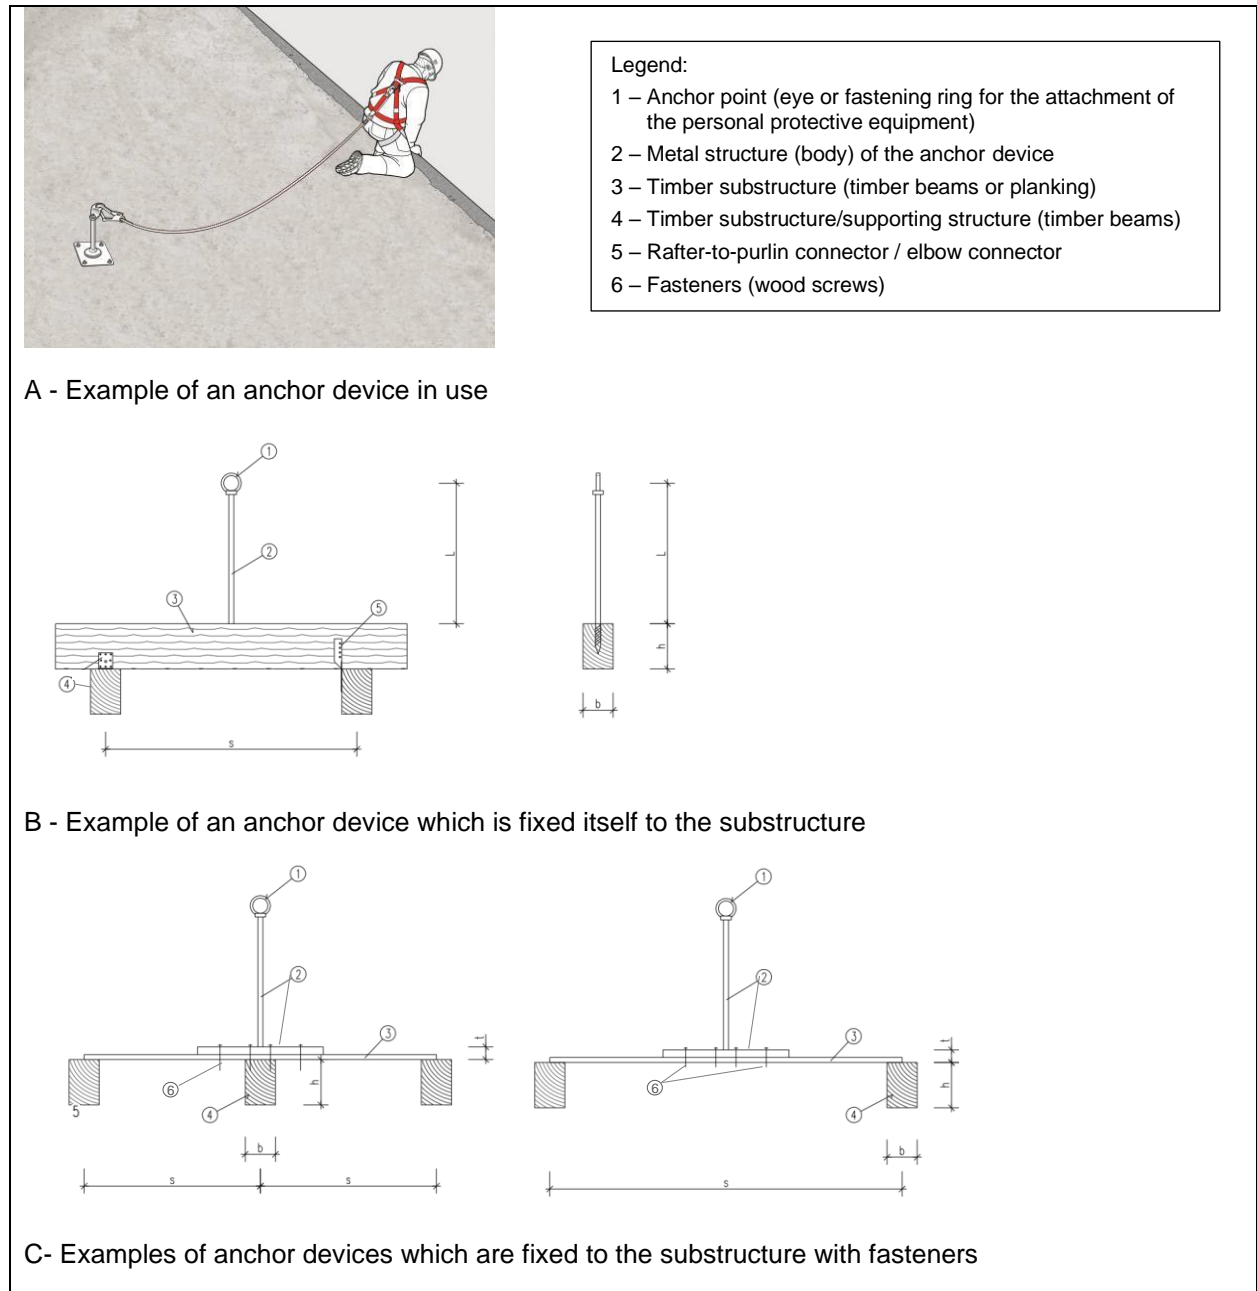 Legend:
1 – Anchor point (eye or fastening ring for the attachment of
the personal protective equipment)
2 – Metal structure (body) of the anchor device
3 – Timber substructure (timber beams or planking)
4 – Timber substructure/supporting structure (timber beams)
5 – Rafter-to-purlin connector / elbow connector
6 – Fasteners (wood screws)
A - Example of an anchor device in use
1
2
3
5
4
L
s
L
h
b
B - Example of an anchor device which is fixed itself to the substructure
1
2
3
t
6
h
5
4
b
s
s
1
2
3
t
6
h
4
b
s
C- Examples of anchor devices which are fixed to the substructure with fasteners